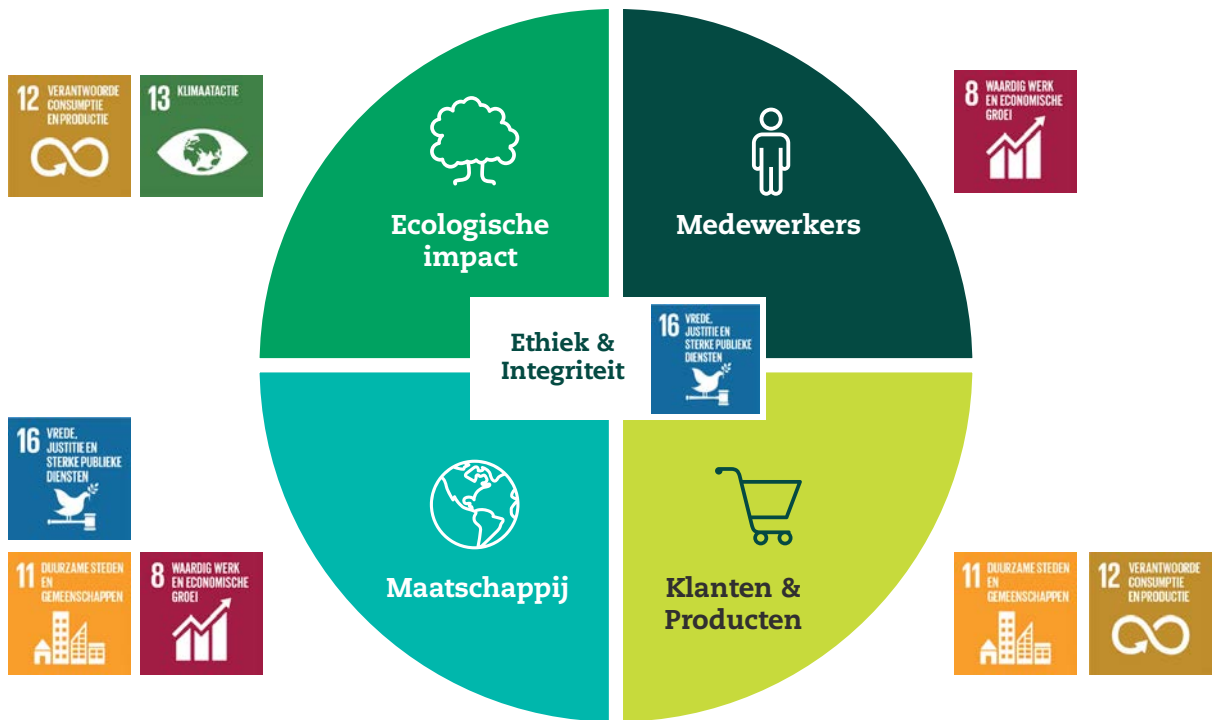 12 VERANTWOORDE
CONSUMPTIE
EN PRODUCTIE
13 KLIMAATACTIE
Ecologische
impact
Medewerkers
8 WAARDIG WERK
EN ECONOMISCHE
GROEI
Ethiek &
Integriteit
16 VREDE,
JUSTITIE EN
STERKE PUBLIEKE
DIENSTEN
16 VREDE,
JUSTITIE EN
STERKE PUBLIEKE
DIENSTEN
11 DUURZAME STEDEN
EN
GEMEENSCHAPPEN
8 WAARDIG WERK
EN ECONOMISCHE
GROEI
Maatschappij
Klanten &
Producten
11 DUURZAME STEDEN
EN
GEMEENSCHAPPEN
12 VERANTWOORDE
CONSUMPTIE
EN PRODUCTIE